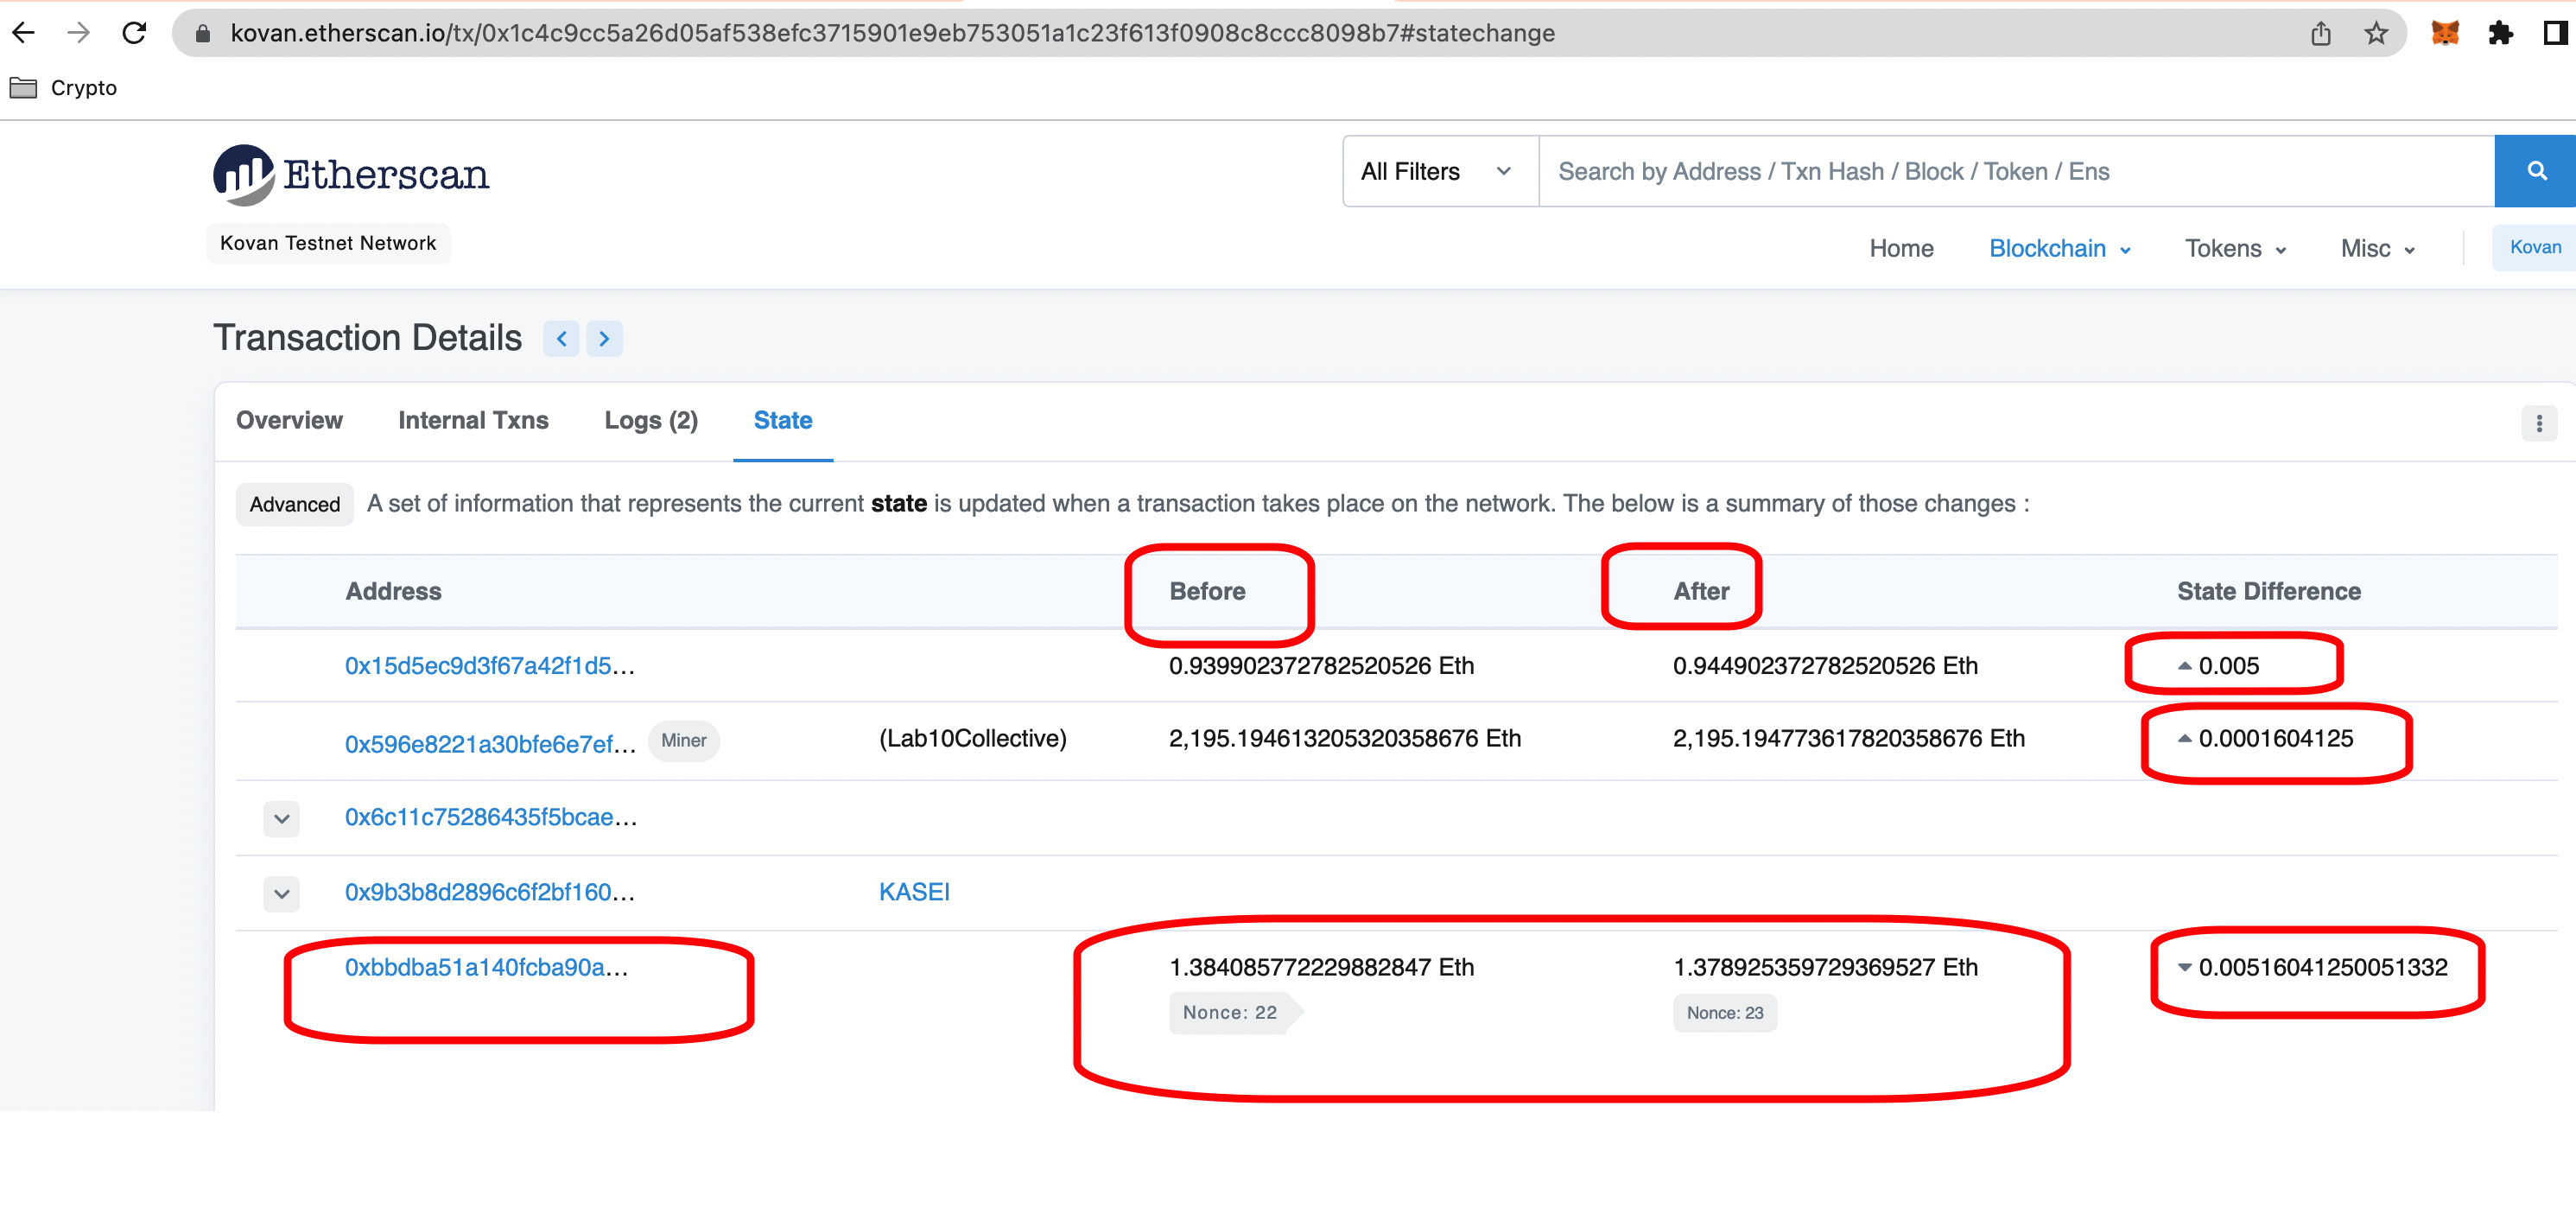 kovan.etherscan.io/tx/0x1c4c9cc5a26d05af538efc3715901e9eb753051a1c23f613f0908c8ccc8098b7#statechange
Crypto
Etherscan
All Filters
Search by Address / Txn Hash / Block / Token / Ens
Kovan Testnet Network
Home Blockchain Tokens Misc Kovan
Transaction Details
Overview Internal Txns Logs (2) State
Advanced A set of information that represents the current state is updated when a transaction takes place on the network. The below is a summary of those changes :
Address Before After State Difference
0x15d5ec9d3f67a42f1d5... 0.939902372782520526 Eth 0.944902372782520526 Eth 0.005
0x596e8221a30bfe6e7ef... Miner (Lab10Collective) 2,195.194613205320358676 Eth 2,195.194773617820358676 Eth 0.0001604125
0x6c11c75286435f5bcae...
0x9b3b8d2896c6f2bf160... KASEI
0xbbdba51a140fcba90a... 1.384085772229882847 Eth 1.378925359729369527 Eth 0.00516041250051332
Nonce: 22 Nonce: 23